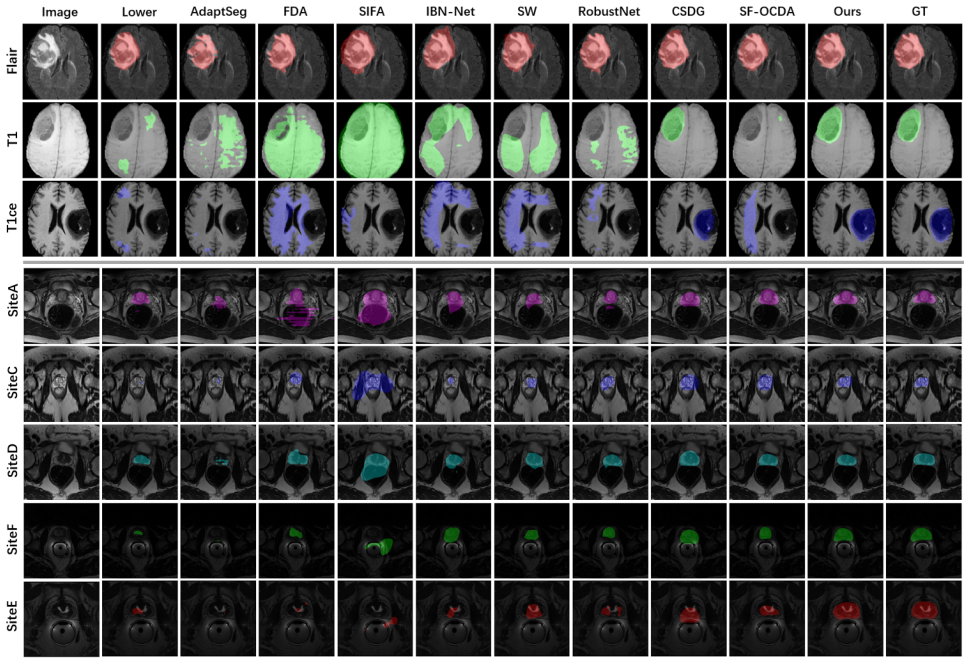 Image Lower AdaptSeg FDA SIFA IBN-Net SW RobustNet CSDG SF-OCDA Ours GT
Flair
T1
T1ce
SiteA
SiteC
SiteD
SiteF
SiteE